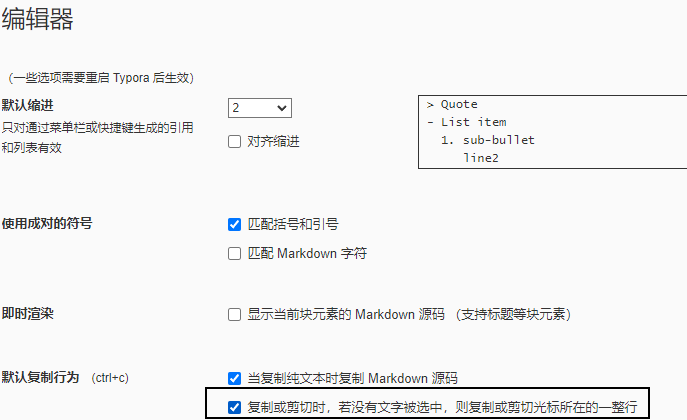 编辑器
（一些选项需要重启 Typora 后生效）
默认缩进
2
只对通过菜单栏或快捷键生成的引用
和列表有效
对齐缩进
> Quote
- List item
1. sub-bullet
line2
使用成对的符号
匹配括号和引号
匹配 Markdown 字符
即时渲染
显示当前块元素的 Markdown 源码 （支持标题等块元素）
默认复制行为 （ctrl+c）
当复制纯文本时复制 Markdown 源码
复制或剪切时，若没有文字被选中，则复制或剪切光标所在的一整行